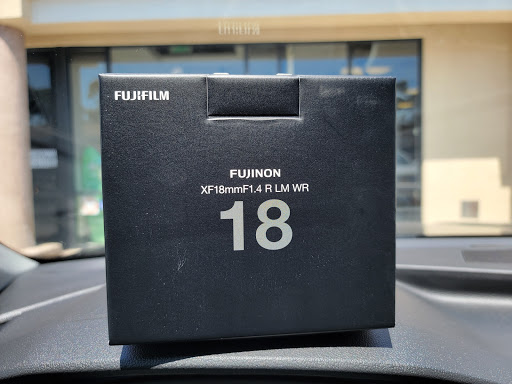 FUJIFILM
FUJINON
XF18mmF1.4 R LM WR
18